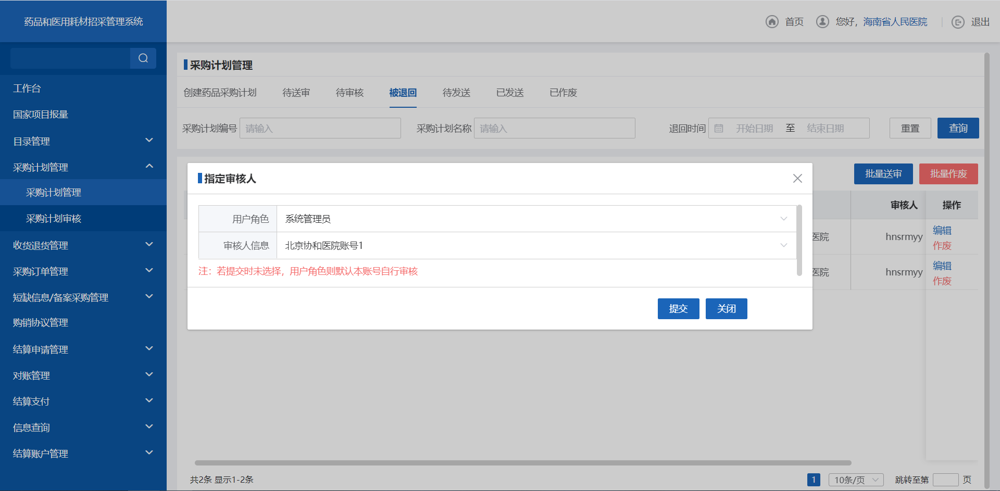 药品和医用耗材招采管理系统
首页 您好，海南省人民医院 退出
工作台
国家项目报量
目录管理
采购计划管理
采购计划管理
采购计划审核
收货退货管理
采购订单管理
短缺信息/备案采购管理
购销协议管理
结算申请管理
对账管理
结算支付
信息查询
结算账户管理
采购计划管理
创建药品采购计划 待送审 待审核 被退回 待发送 已发送 已作废
采购计划编号 请输入 采购计划名称 请输入 退回时间 开始日期 至 结束日期 重置 查询
批量送审 批量作废
审核人 操作
医院 hnsrmyy 编辑
作废
医院 hnsrmyy 编辑
作废
指定审核人
用户角色 系统管理员
审核人信息 北京协和医院账号1
注：若提交时未选择，用户角色则默认本账号自行审核
提交 关闭
共2条 显示1-2条 1 10条/页 跳转至第 页